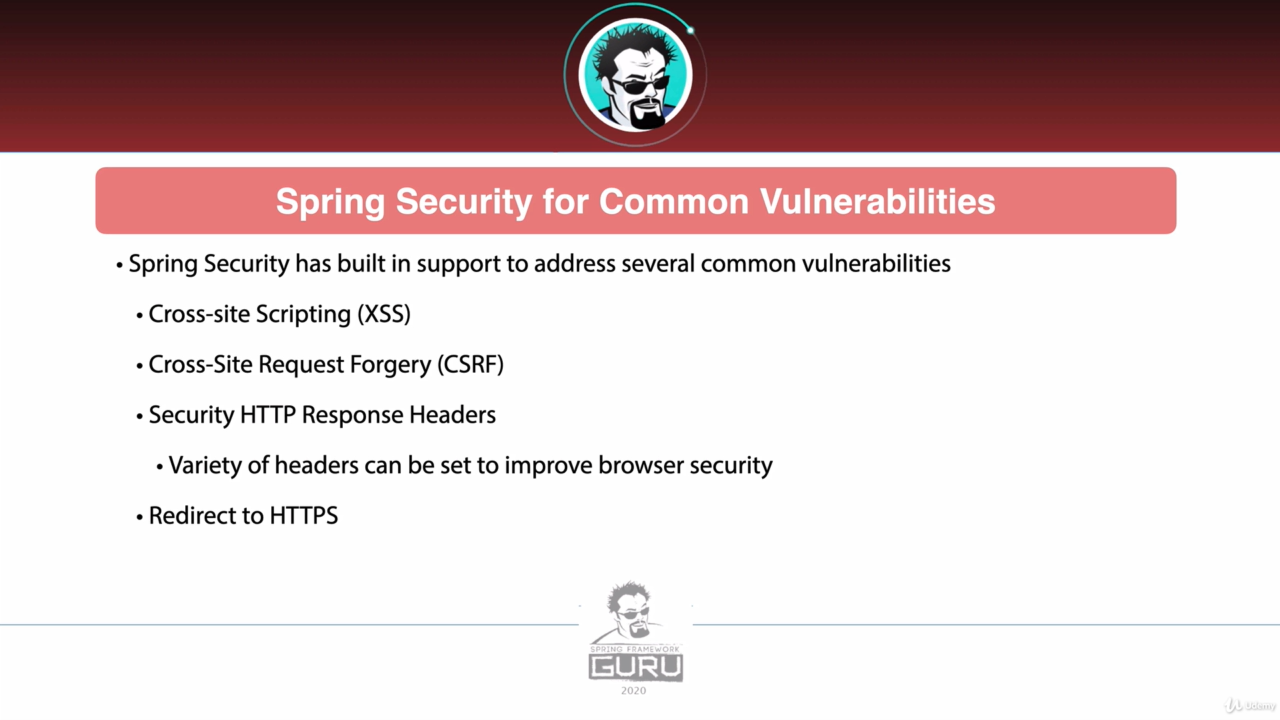 Spring Security for Common Vulnerabilities
• Spring Security has built in support to address several common vulnerabilities
• Cross-site Scripting (XSS)
• Cross-Site Request Forgery (CSRF)
• Security HTTP Response Headers
• Variety of headers can be set to improve browser security
• Redirect to HTTPS
SPRING FRAMEWORK
GURU
2020
Udemy